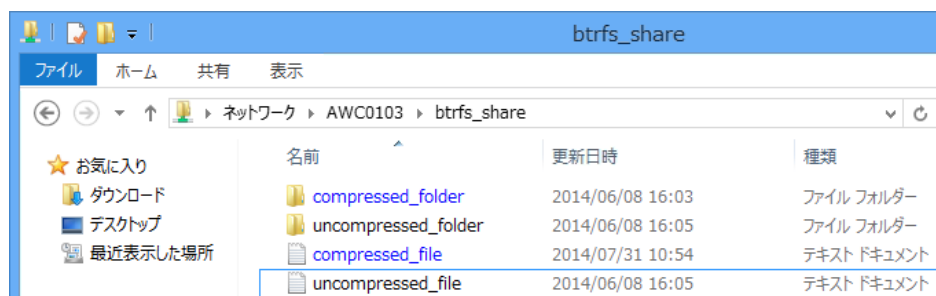 btrfs_share
ファイル ホーム 共有 表示
ネットワーク AWC0103 btrfs_share
お気に入り
ダウンロード
デスクトップ
最近表示した場所
名前 更新日時 種類
compressed_folder 2014/06/08 16:03 ファイル フォルダー
uncompressed_folder 2014/06/08 16:05 ファイル フォルダー
compressed_file 2014/07/31 10:54 テキスト ドキュメント
uncompressed_file 2014/06/08 16:05 テキスト ドキュメント